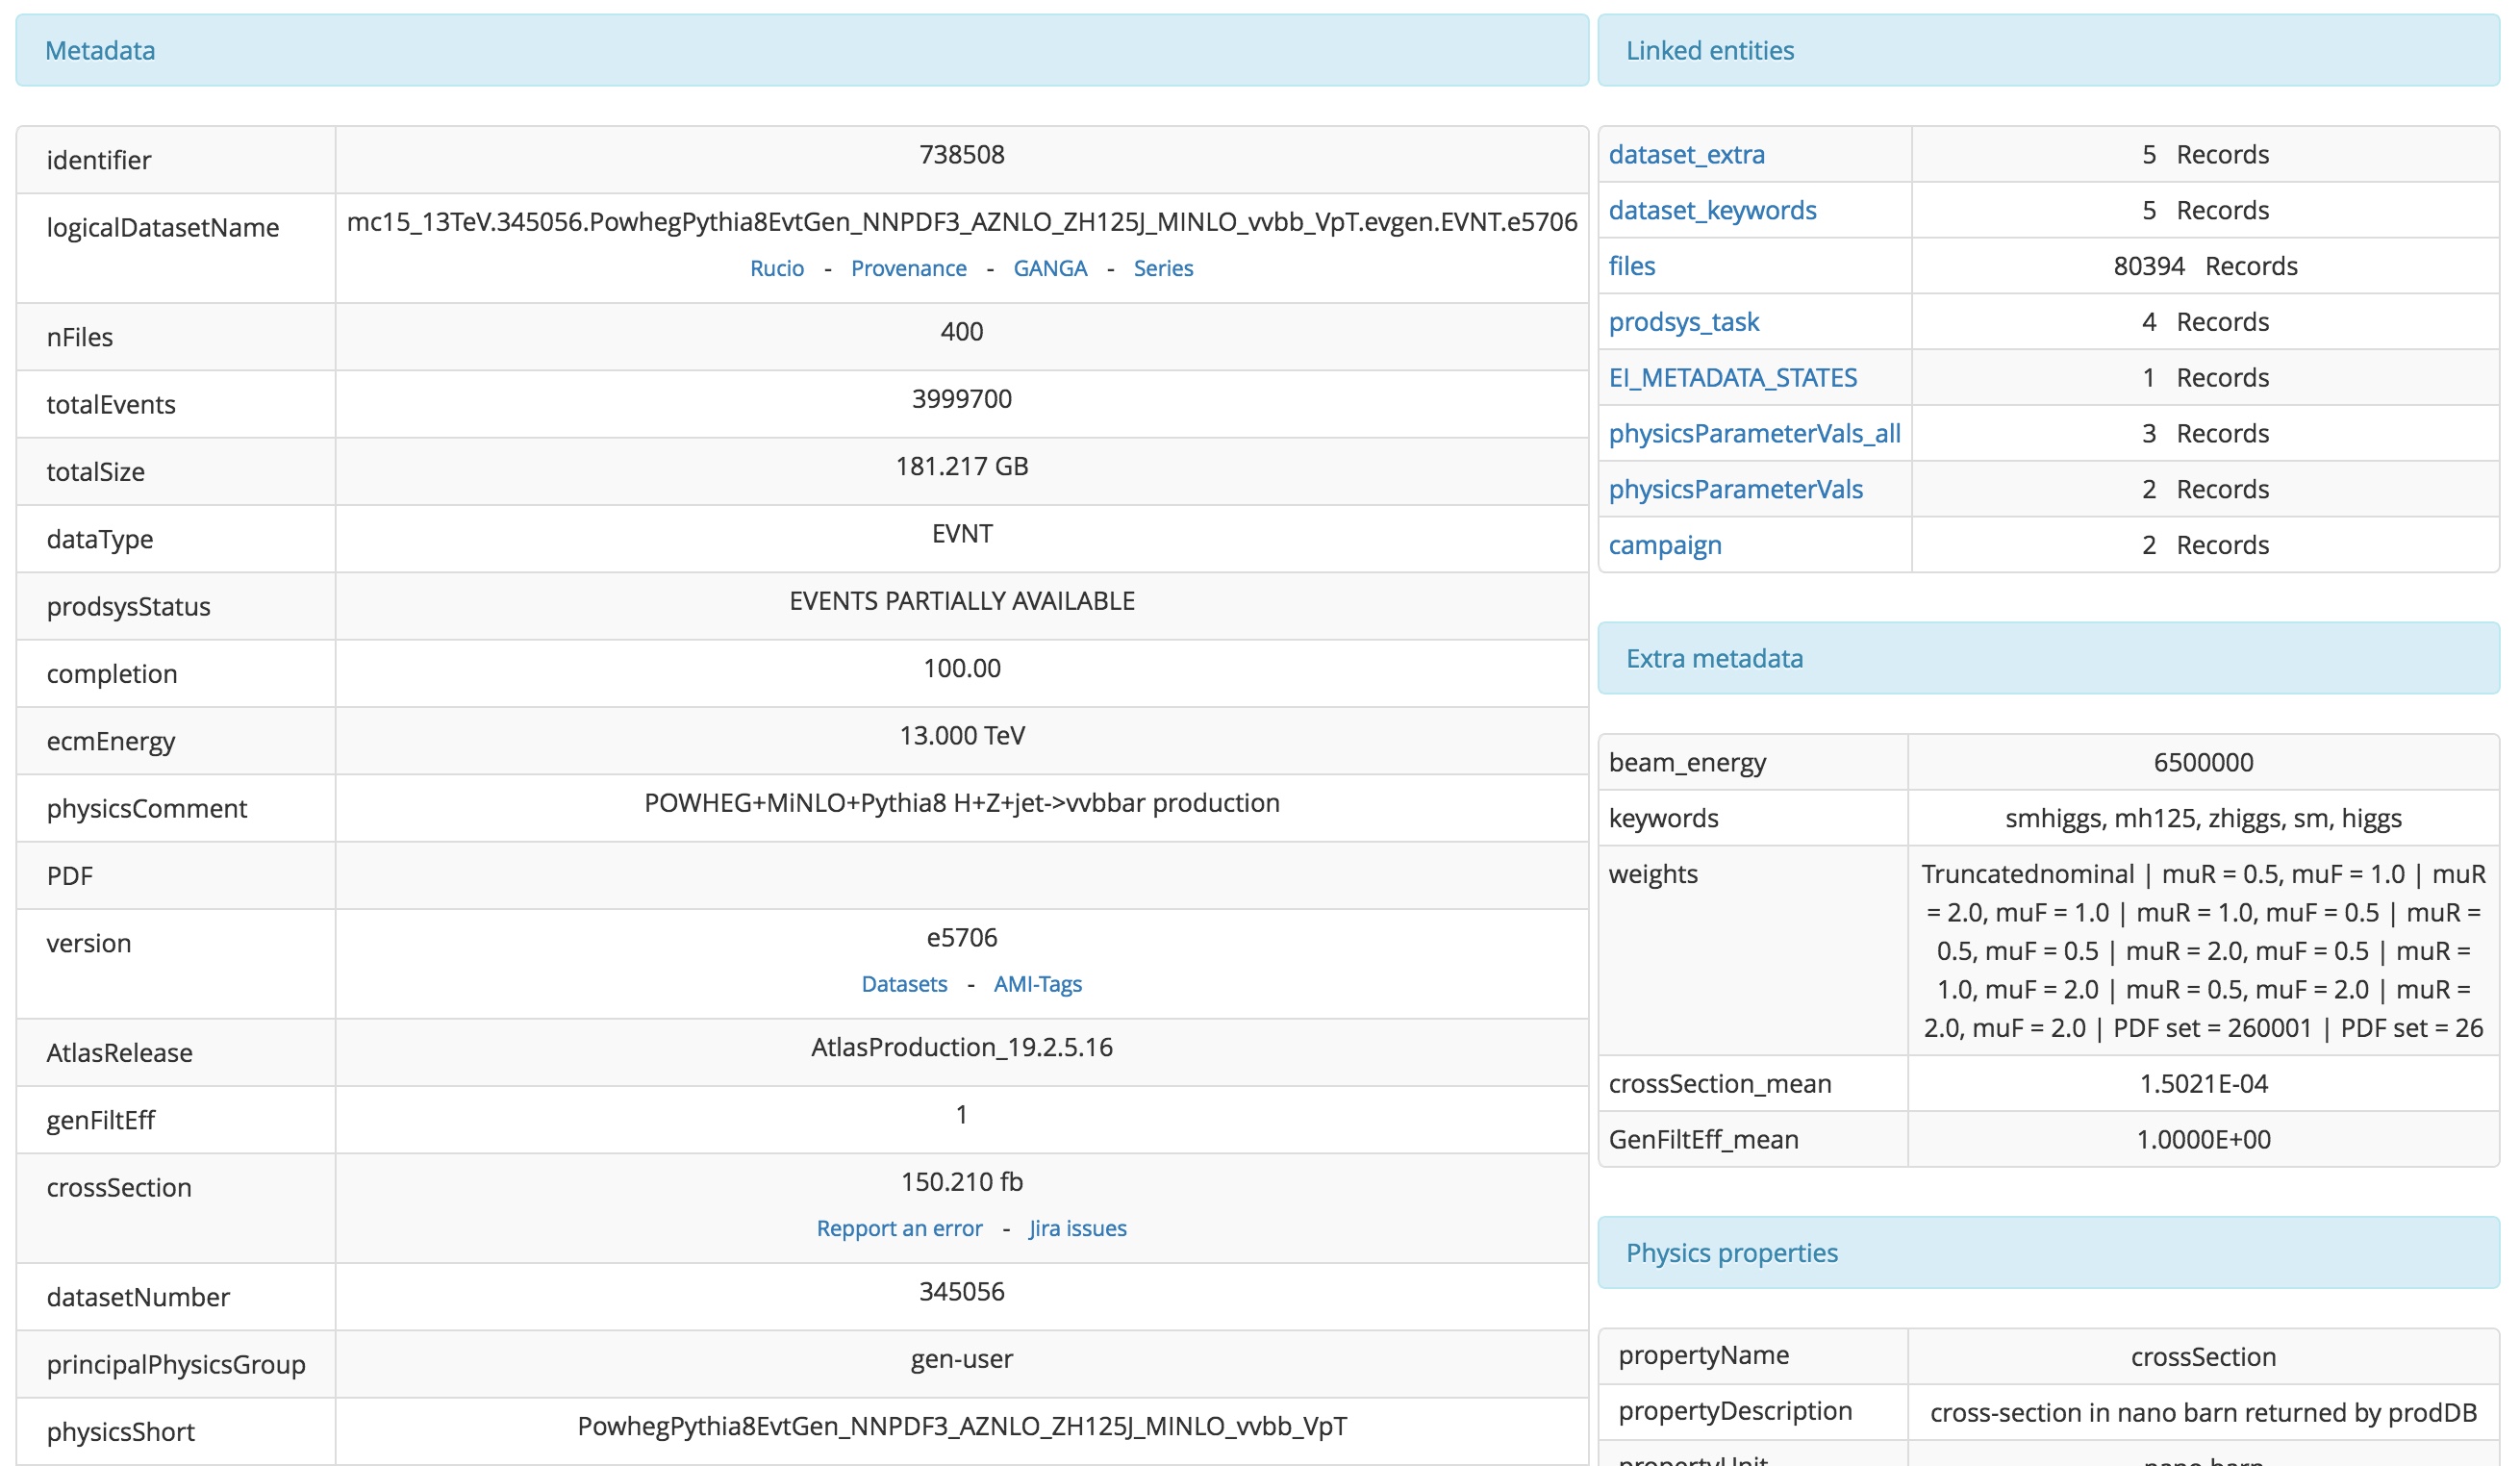 Metadata
identifier 738508
logicalDatasetName mc15_13TeV.345056.PowhegPythia8EvtGen_NNPDF3_AZNLO_ZH125J_MINLO_vvbb_VpT.evgen.EVNT.e5706
Rucio - Provenance - GANGA - Series
nFiles 400
totalEvents 3999700
totalSize 181.217 GB
dataType EVNT
prodsysStatus EVENTS PARTIALLY AVAILABLE
completion 100.00
ecmEnergy 13.000 TeV
physicsComment POWHEG+MiNLO+Pythia8 H+Z+jet->vvbbar production
PDF
version e5706
Datasets - AMI-Tags
AtlasRelease AtlasProduction_19.2.5.16
genFiltEff 1
crossSection 150.210 fb
Repport an error - Jira issues
datasetNumber 345056
principalPhysicsGroup gen-user
physicsShort PowhegPythia8EvtGen_NNPDF3_AZNLO_ZH125J_MINLO_vvbb_VpT
Linked entities
dataset_extra 5 Records
dataset_keywords 5 Records
files 80394 Records
prodsys_task 4 Records
EI_METADATA_STATES 1 Records
physicsParameterVals_all 3 Records
physicsParameterVals 2 Records
campaign 2 Records
Extra metadata
beam_energy 6500000
keywords smhiggs, mh125, zhiggs, sm, higgs
weights Truncatednominal | muR = 0.5, muF = 1.0 | muR
= 2.0, muF = 1.0 | muR = 1.0, muF = 0.5 | muR =
0.5, muF = 0.5 | muR = 2.0, muF = 0.5 | muR =
1.0, muF = 2.0 | muR = 0.5, muF = 2.0 | muR =
2.0, muF = 2.0 | PDF set = 260001 | PDF set = 26
crossSection_mean 1.5021E-04
GenFiltEff_mean 1.0000E+00
Physics properties
propertyName crossSection
propertyDescription cross-section in nano barn returned by prodDB
propertyUnit nano barn